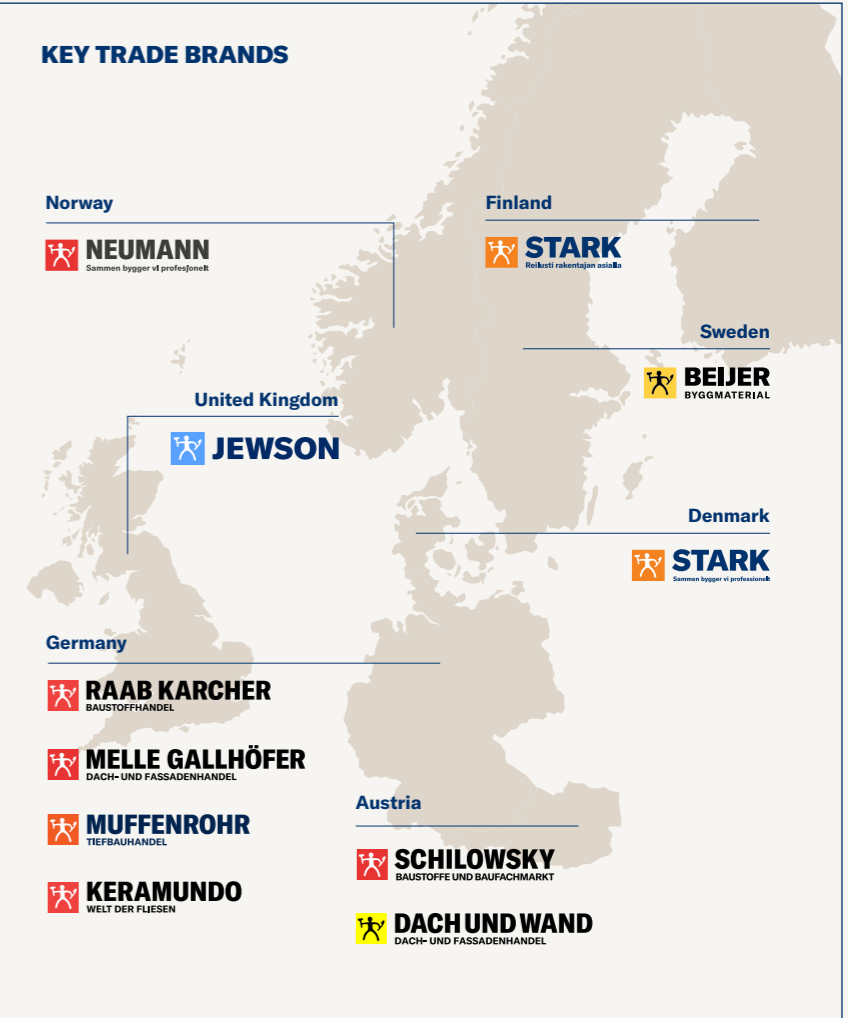 KEY TRADE BRANDS
Norway
NEUMANN
Sammen bygger vi profesjonelt
Finland
STARK
Reilusti rakentajan asialla
Sweden
BEIJER
BYGGMATERIAL
United Kingdom
JEWSON
Denmark
STARK
Sammen bygger vi professionelt
Germany
RAAB KARCHER
BAUSTOFFHANDEL
MELLE GALLHÖFER
DACH- UND FASSADENHANDEL
MUFFENROHR
TIEFBAUHANDEL
KERAMUNDO
WELT DER FLIESEN
Austria
SCHILOWSKY
BAUSTOFFE UND BAUFACHMARKT
DACH UND WAND
DACH- UND FASSADENHANDEL